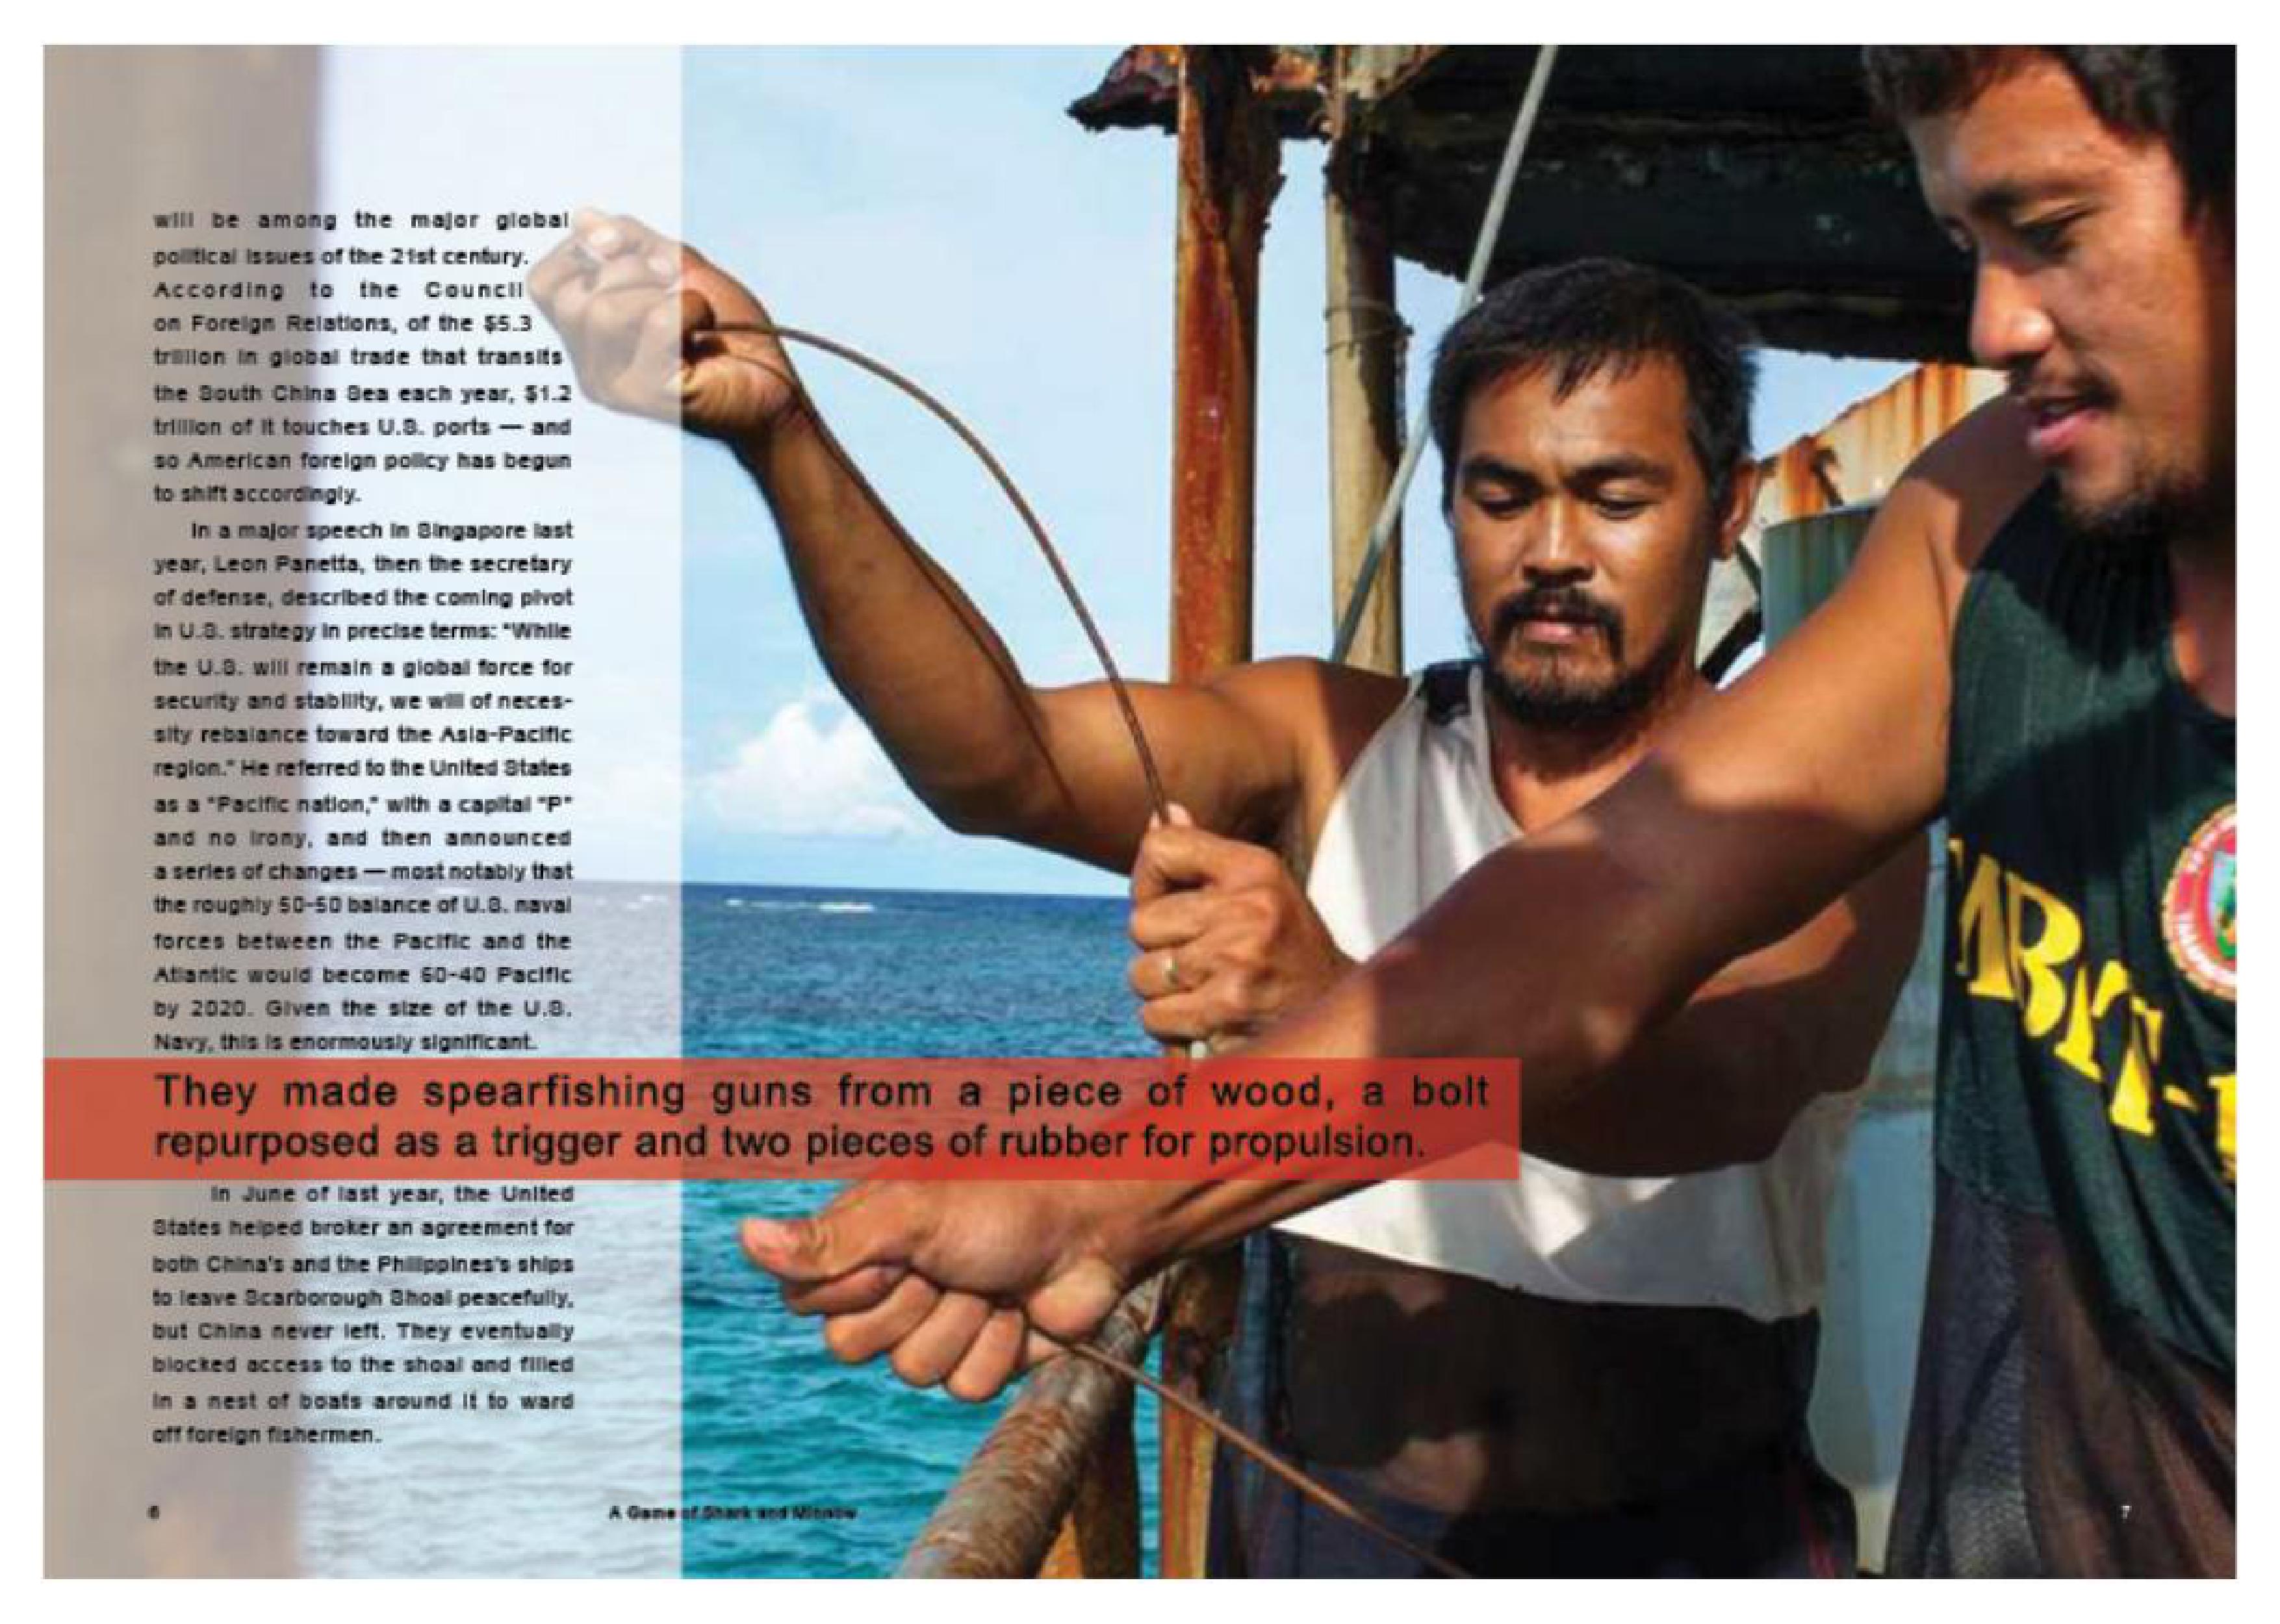 will be among the major global
political issues of the 21st century.
According to the Council
on Foreign Relations, of the $5.3
trillion in global trade that transits
the South China Sea each year, $1.2
trillion of it touches U.S. ports — and
so American foreign policy has begun
to shift accordingly.
In a major speech in Singapore last
year, Leon Panetta, then the secretary
of defense, described the coming pivot
in U.S. strategy in precise terms: "While
the U.S. will remain a global force for
security and stability, we will of neces-
sity rebalance toward the Asia-Pacific
region." He referred to the United States
as a "Pacific nation," with a capital "P"
and no irony, and then announced
a series of changes — most notably that
the roughly 50-50 balance of U.S. naval
forces between the Pacific and the
Atlantic would become 60-40 Pacific
by 2020. Given the size of the U.S.
Navy, this is enormously significant.
They made spearfishing guns from a piece of wood, a bolt
repurposed as a trigger and two pieces of rubber for propulsion.
In June of last year, the United
States helped broker an agreement for
both China's and the Philippines's ships
to leave Scarborough Shoal peacefully,
but China never left. They eventually
blocked access to the shoal and filled
in a nest of boats around it to ward
off foreign fishermen.
6
A Game of Shark and Minnow
7